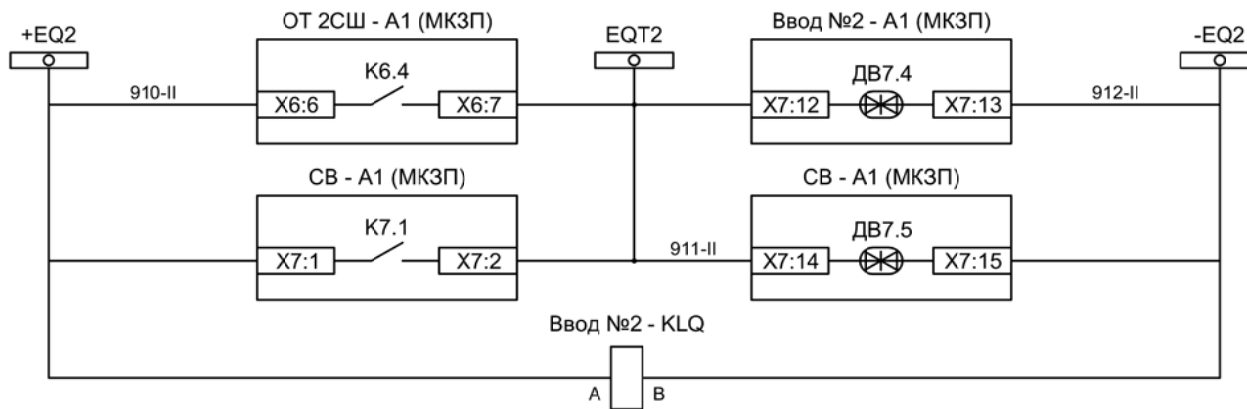 +EQ2
ОТ 2СШ - А1 (МКЗП)
EQT2
Ввод №2 - А1 (МКЗП)
-EQ2
910-II
X6:6
К6.4
X6:7
X7:12
ДВ7.4
X7:13
912-II
СВ - А1 (МКЗП)
СВ - А1 (МКЗП)
X7:1
К7.1
X7:2
911-II
X7:14
ДВ7.5
X7:15
Ввод №2 - KLQ
A
B